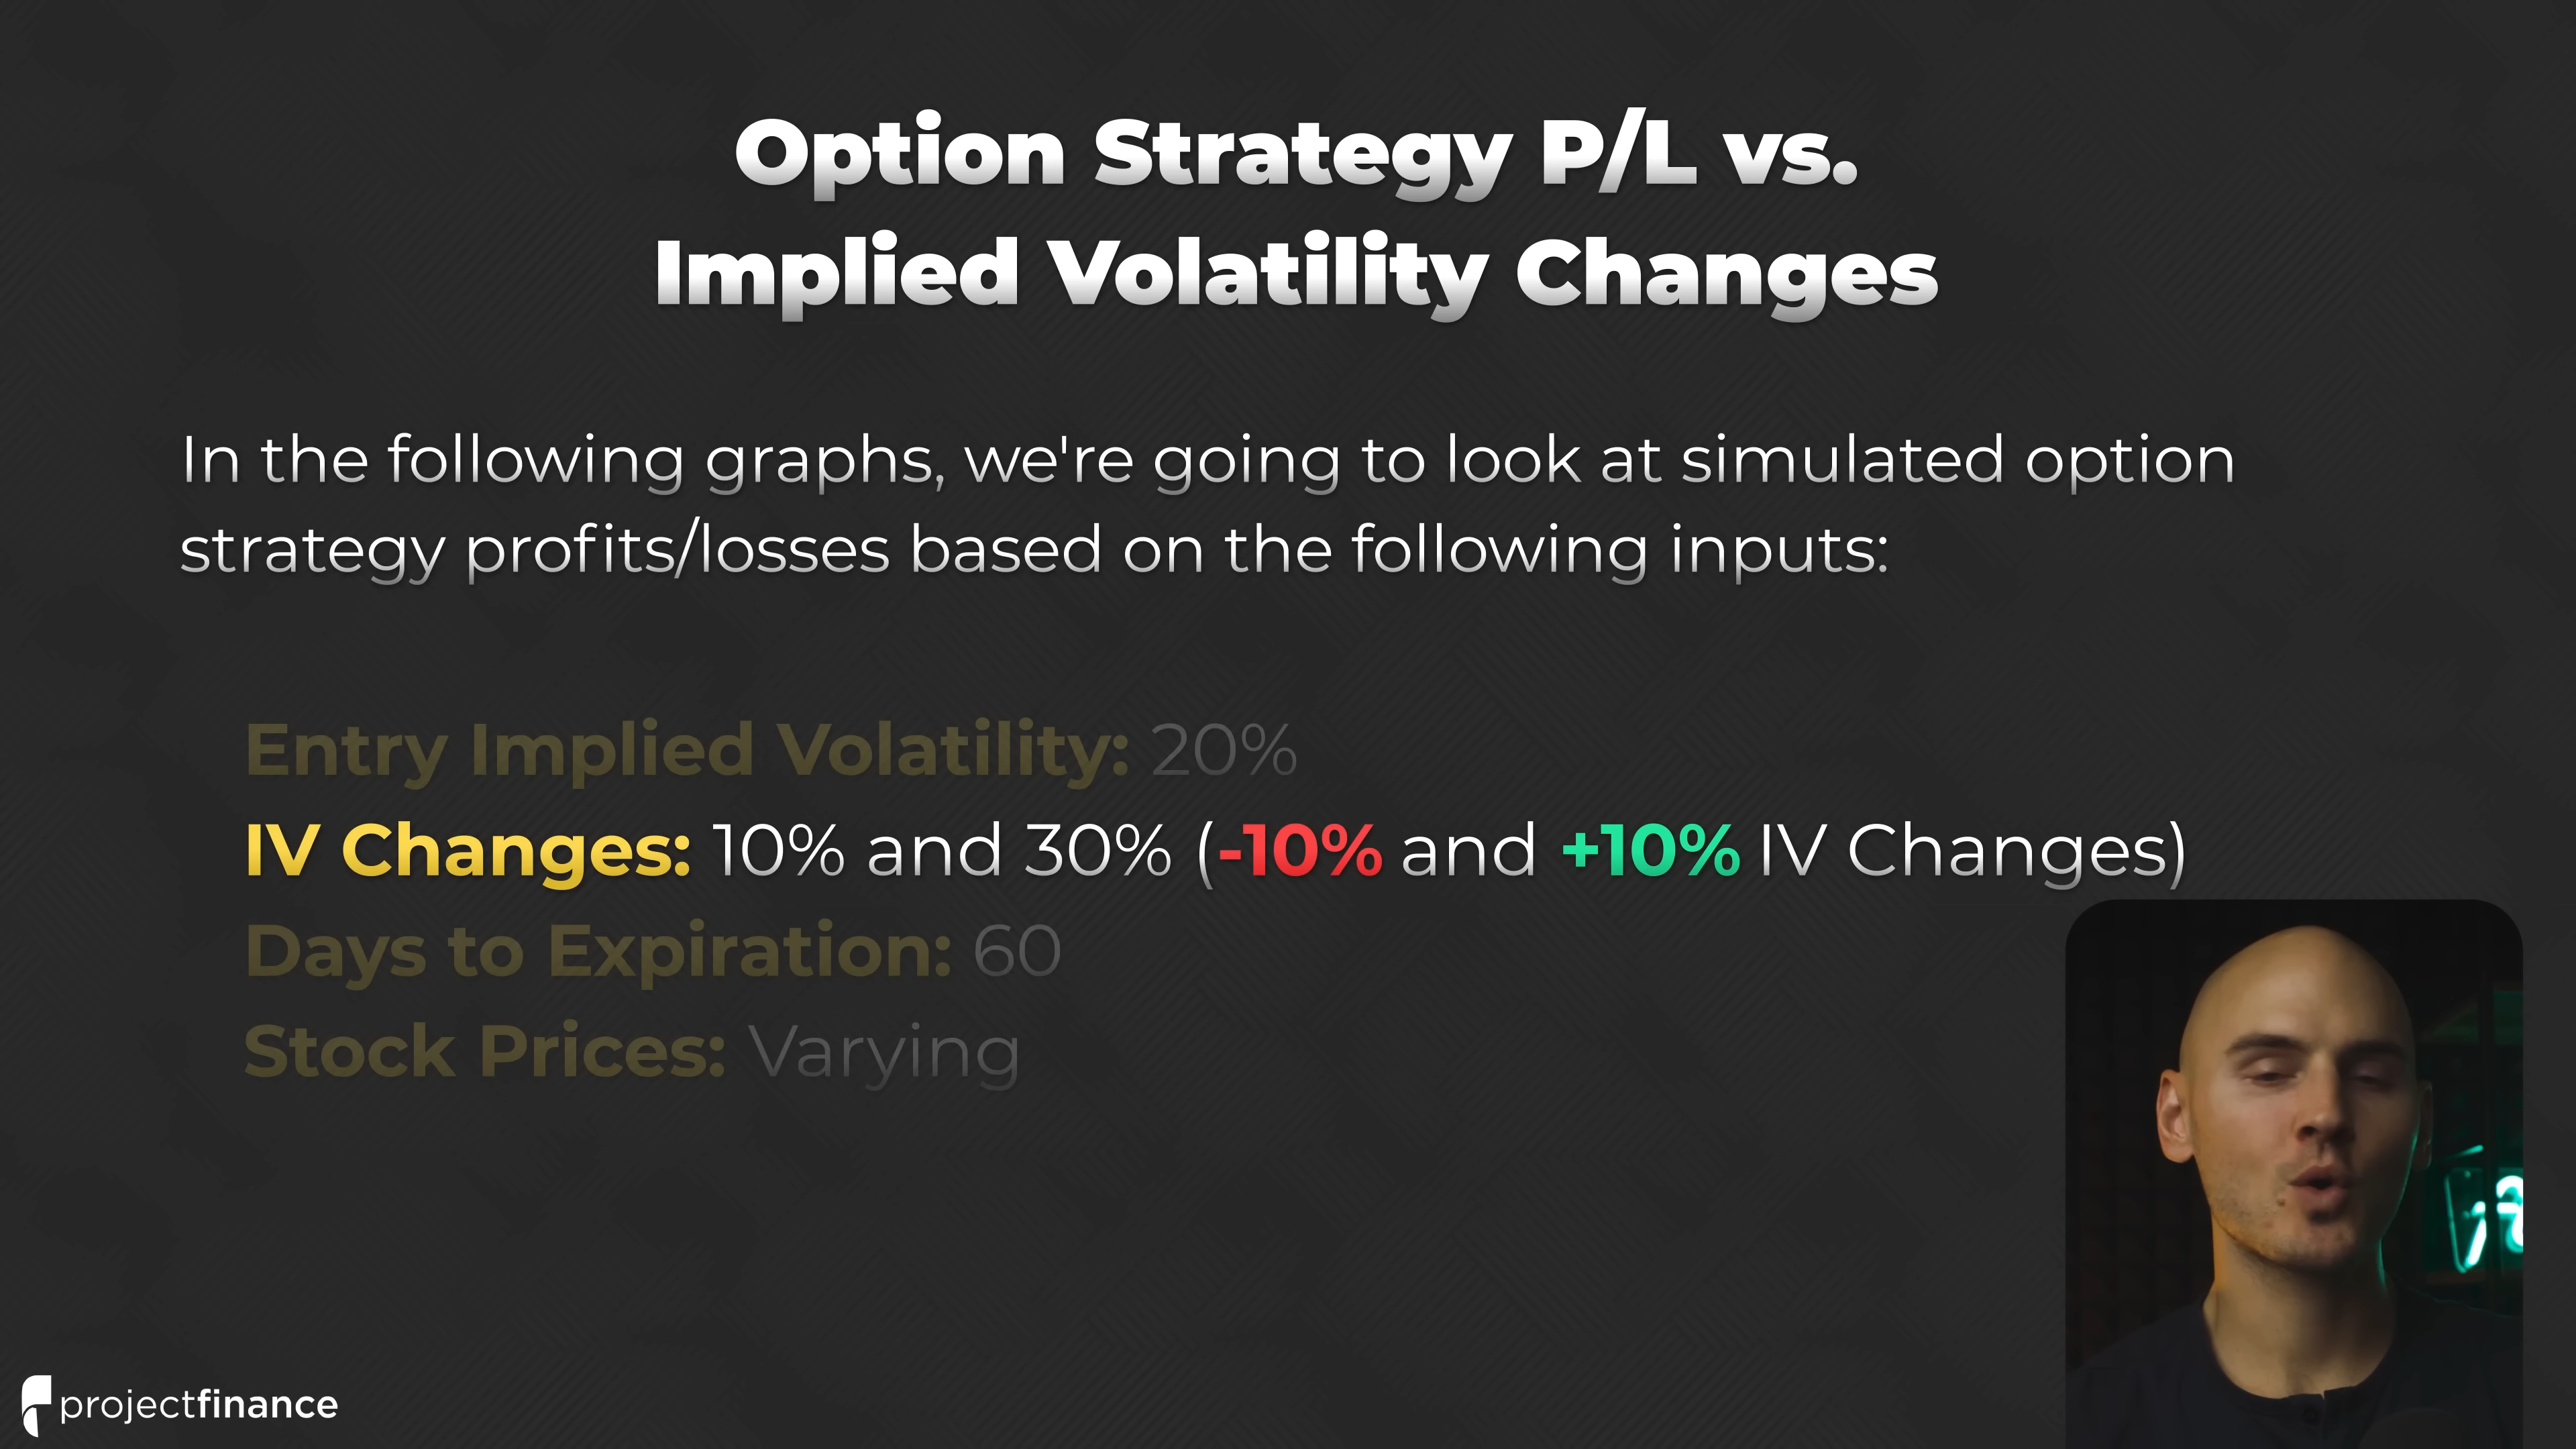 Option Strategy P/L vs.
Implied Volatility Changes
In the following graphs, we're going to look at simulated option
strategy profits/losses based on the following inputs:
Entry Implied Volatility: 20%
IV Changes: 10% and 30% (-10% and +10% IV Changes)
Days to Expiration: 60
Stock Prices: Varying
projectfinance